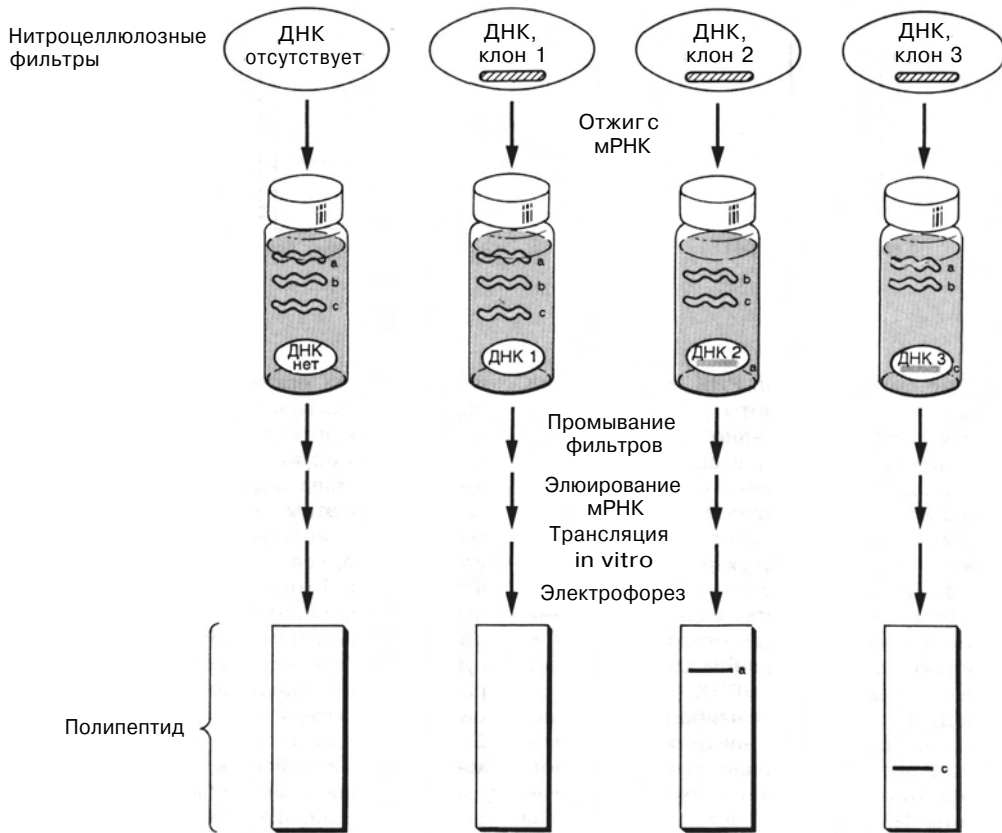 Нитроцеллюлозные
фильтры
ДНК
отсутствует
ДНК,
клон 1
ДНК,
клон 2
ДНК,
клон 3
Отжиг с
мРНК
a
b
c
ДНК
нет
a
b
c
ДНК 1
b
c
ДНК 2
a
a
b
ДНК 3
c
Промывание
фильтров
Элюирование
мРНК
Трансляция
in vitro
Электрофорез
Полипептид
a
c